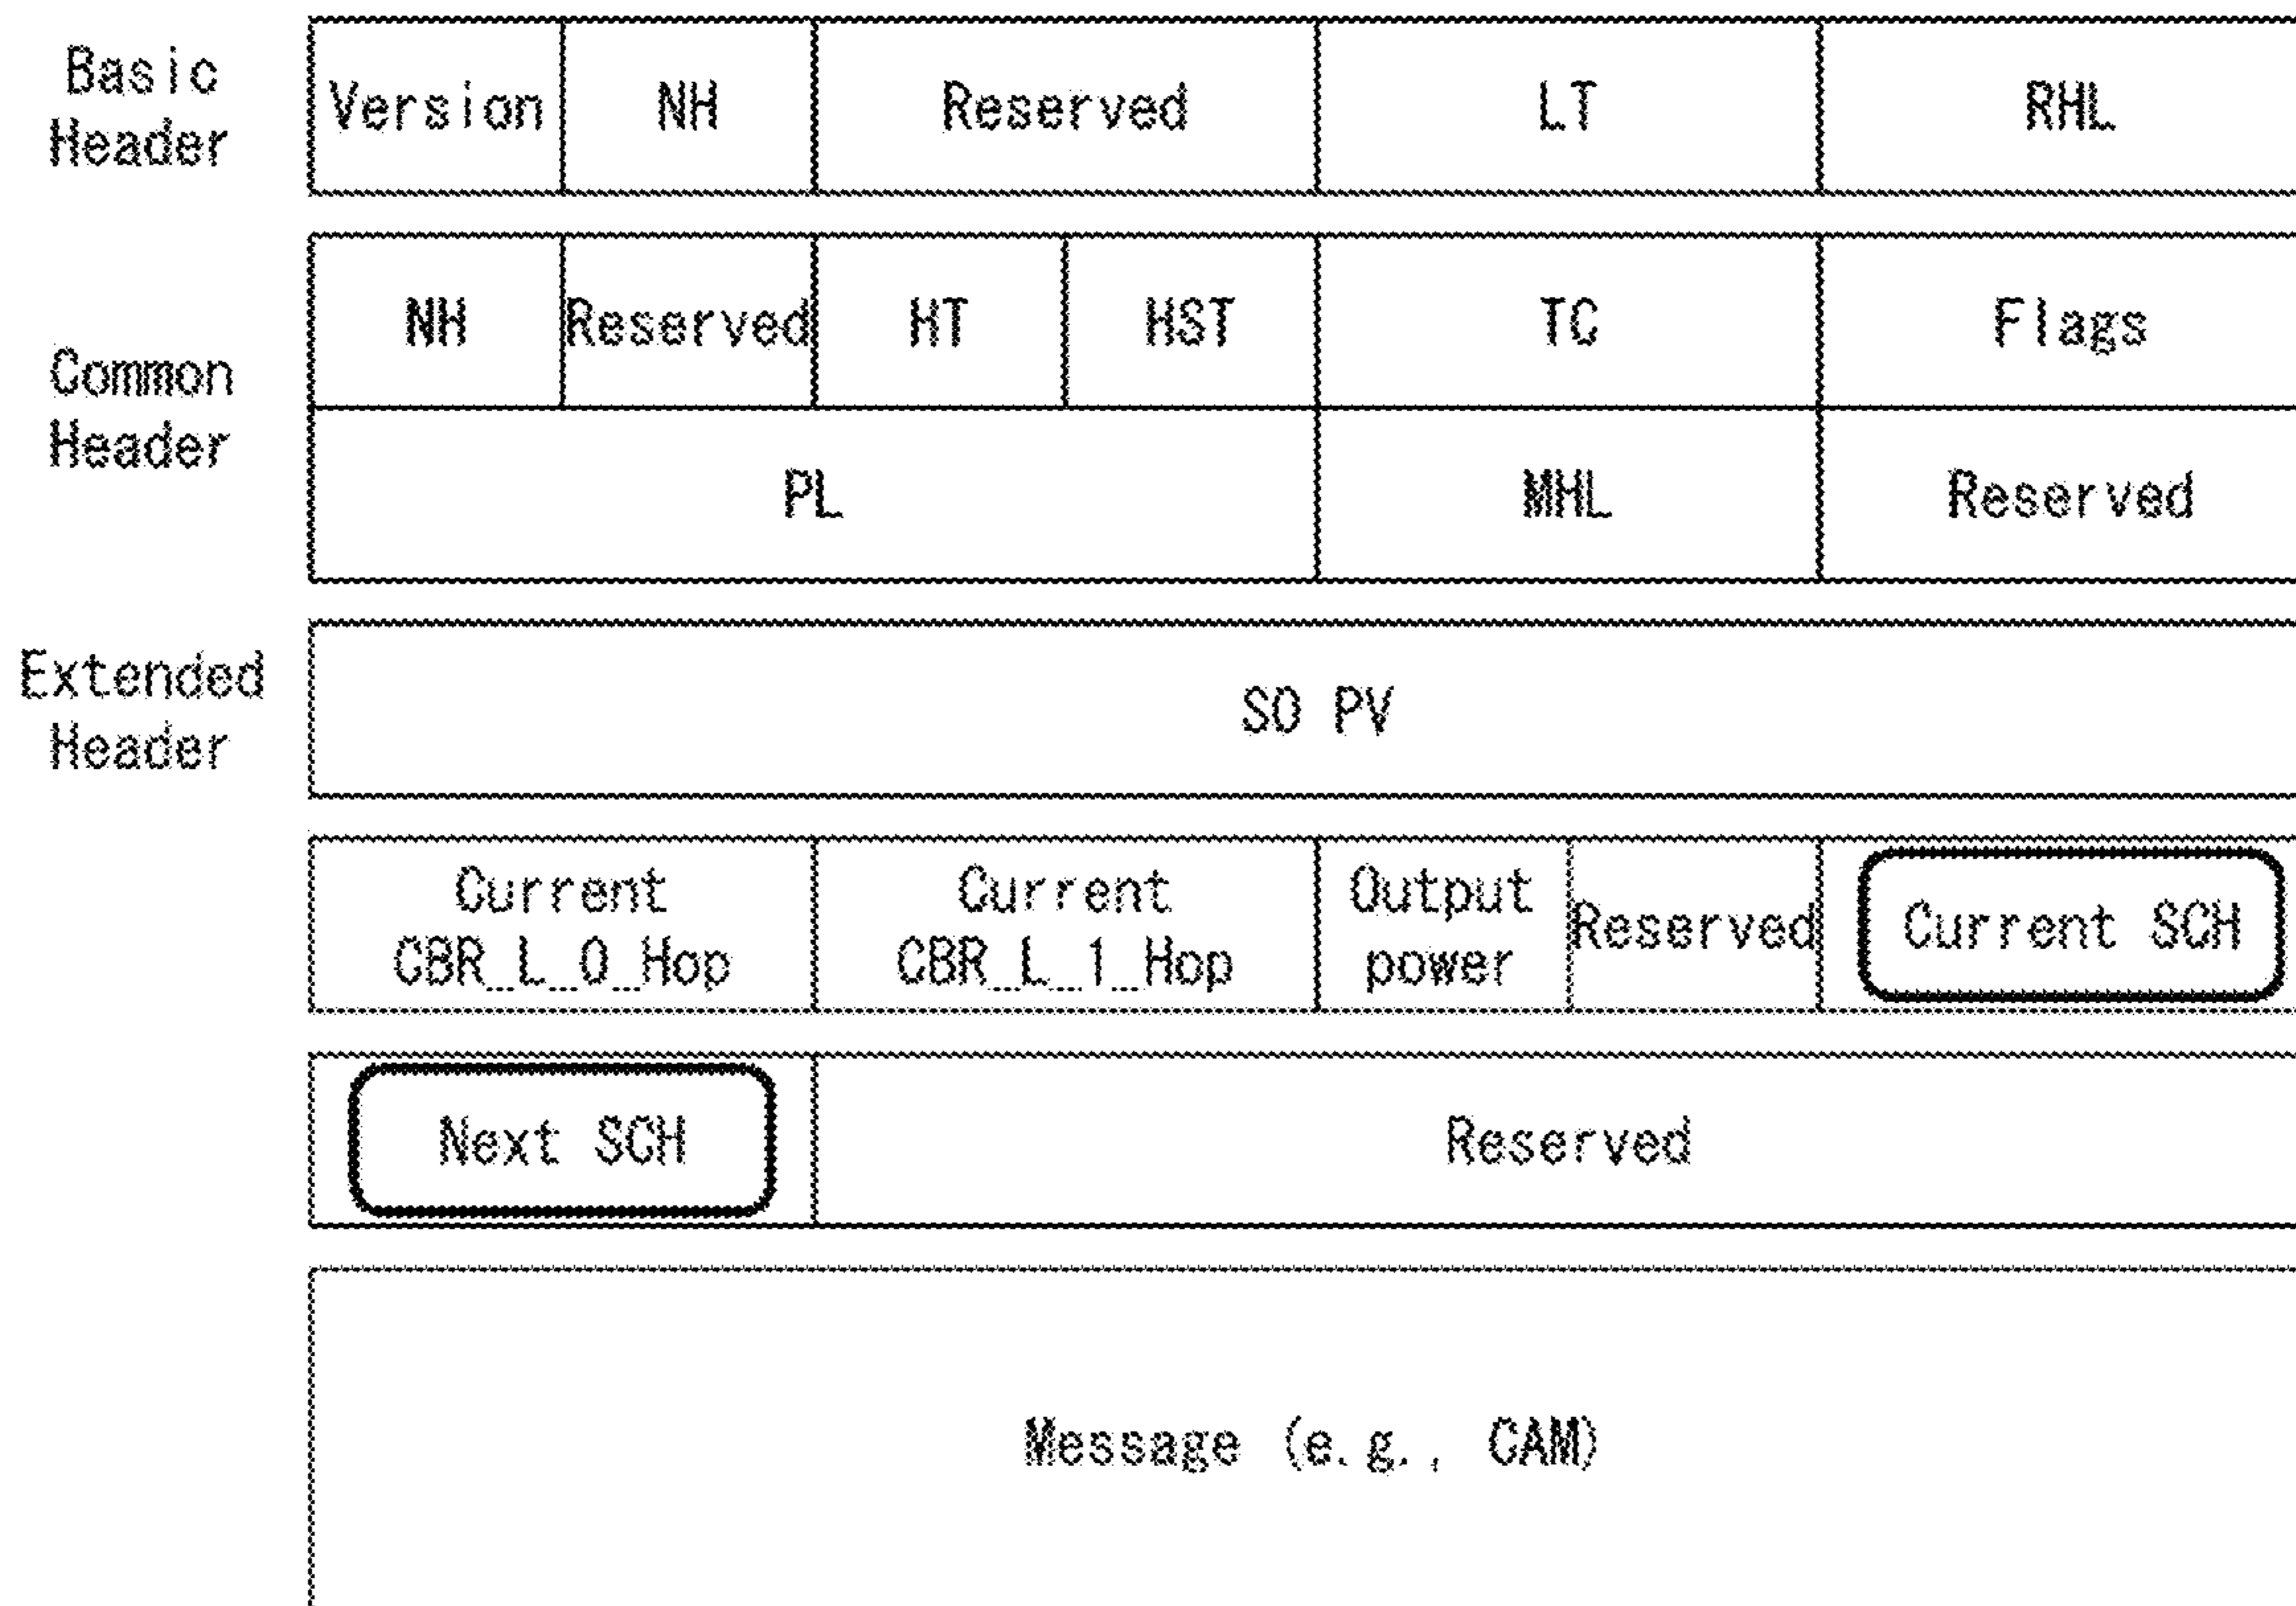 Basic
Header
Version NH Reserved LT RHL
Common
Header
NH Reserved HT HST TC Flags
PL MHL Reserved
Extended
Header
SO PV
Current
CBR_L_0_Hop
Current
CBR_L_1_Hop
Output
power
Reserved
Current SCH
Next SCH
Reserved
Message (e.g., CAM)